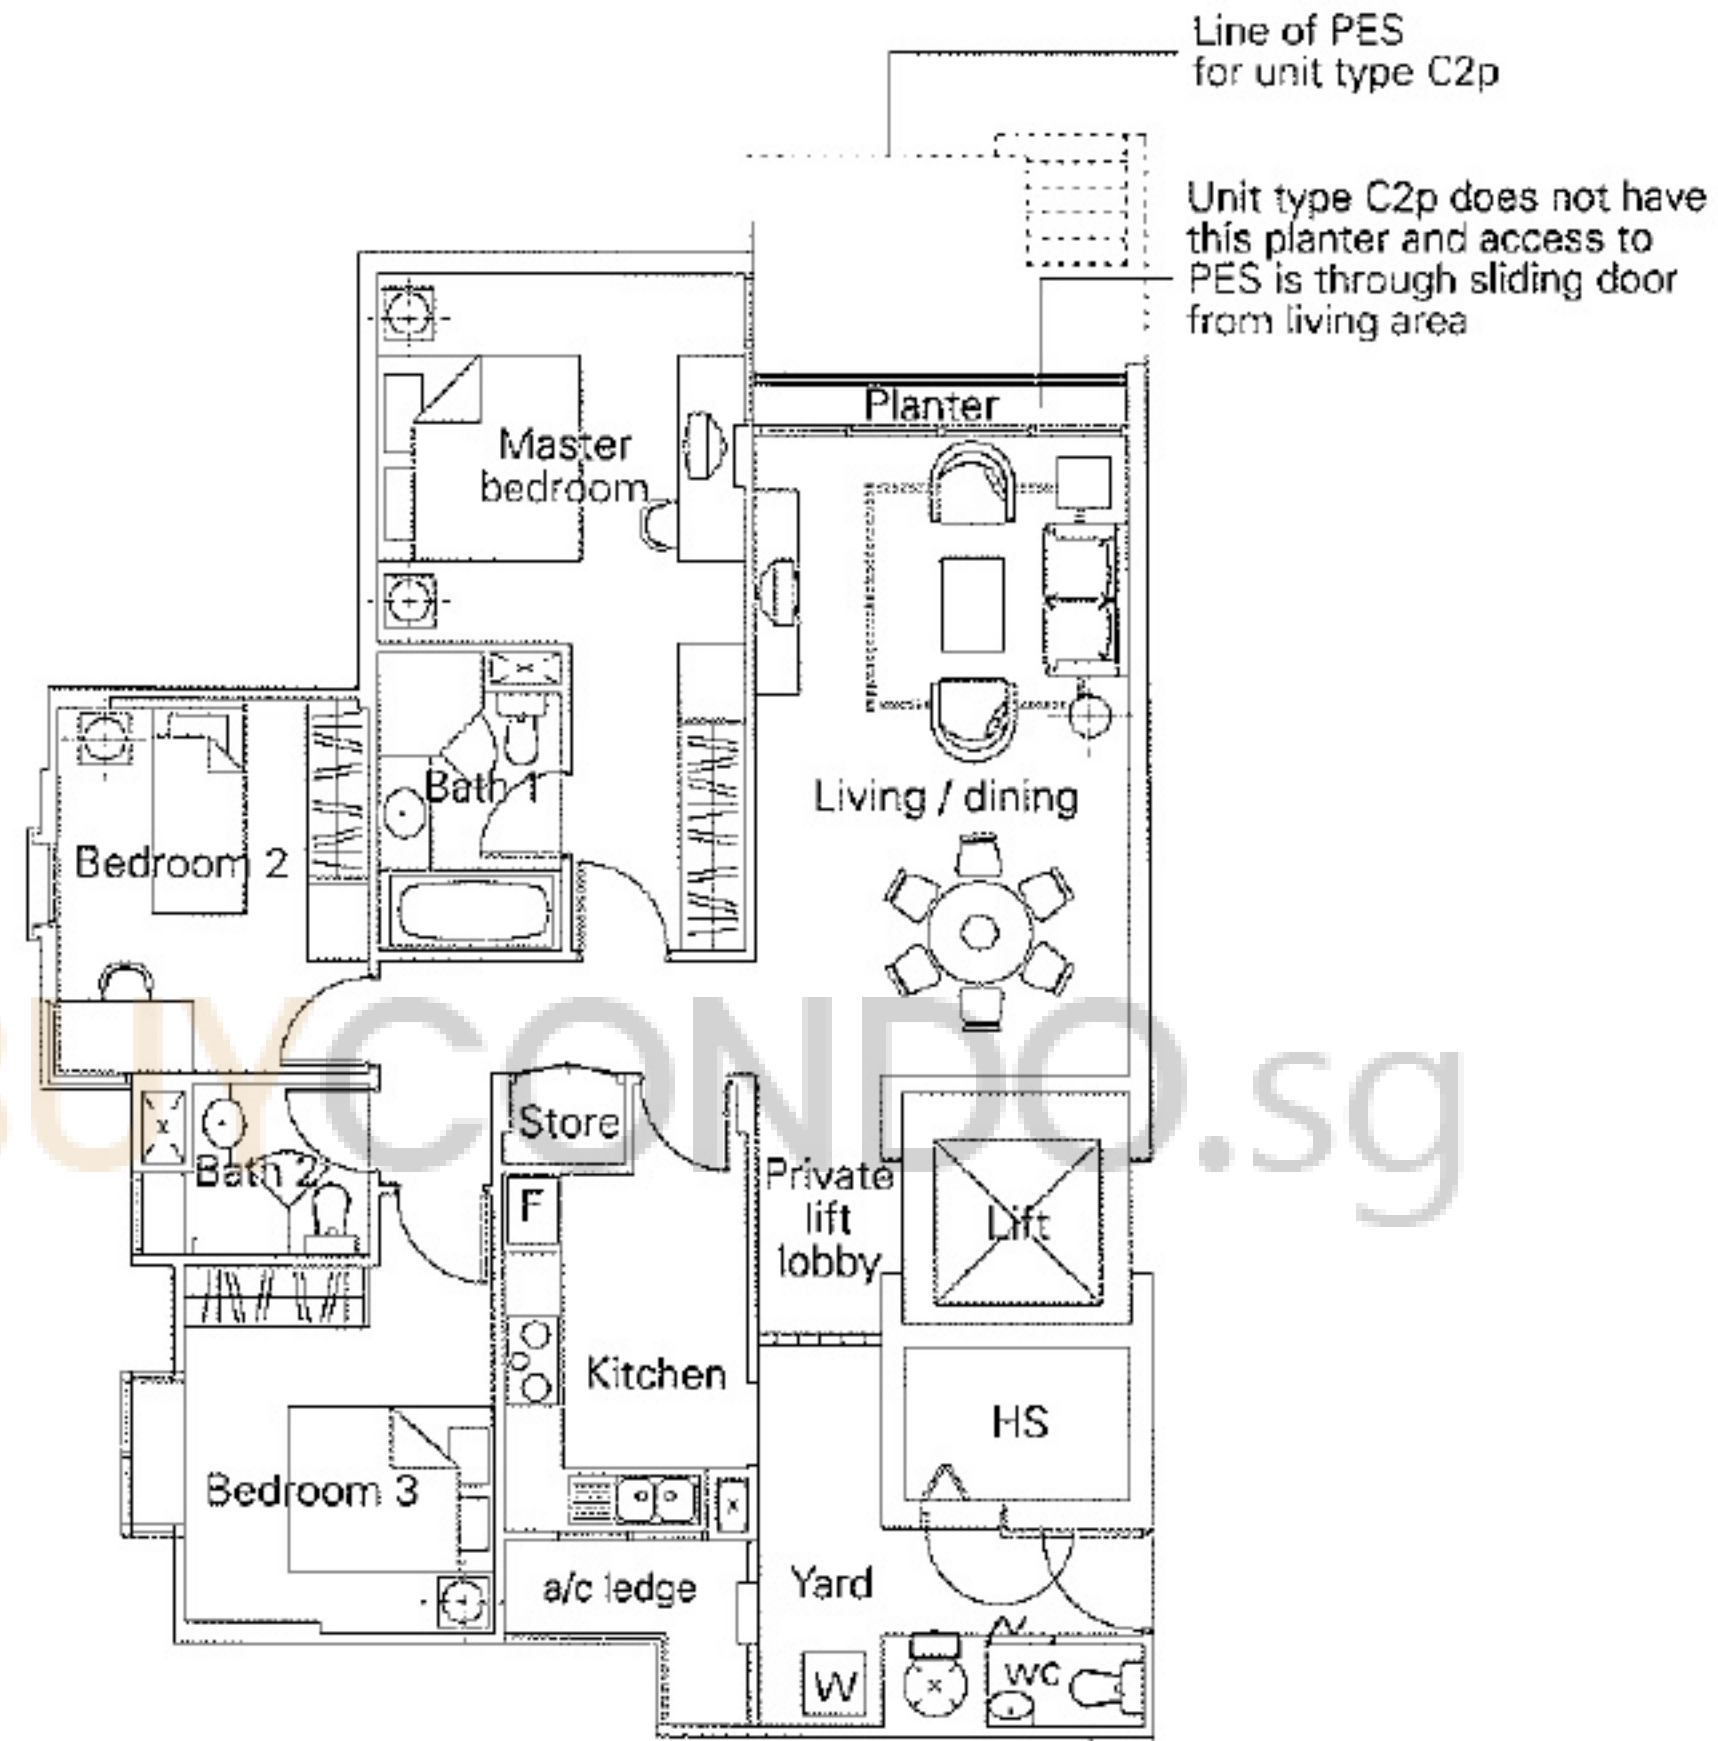 Line of PES
for unit type C2p
Unit type C2p does not have
this planter and access to
PES is through sliding door
from living area
Planter
Master
bedroom
Living / dining
Bath 1
Bedroom 2
BUYCONDO.sg
Store
Bath 2
F
Private
lift
lobby
Lift
Kitchen
HS
Bedroom 3
a/c ledge
Yard
W
wc